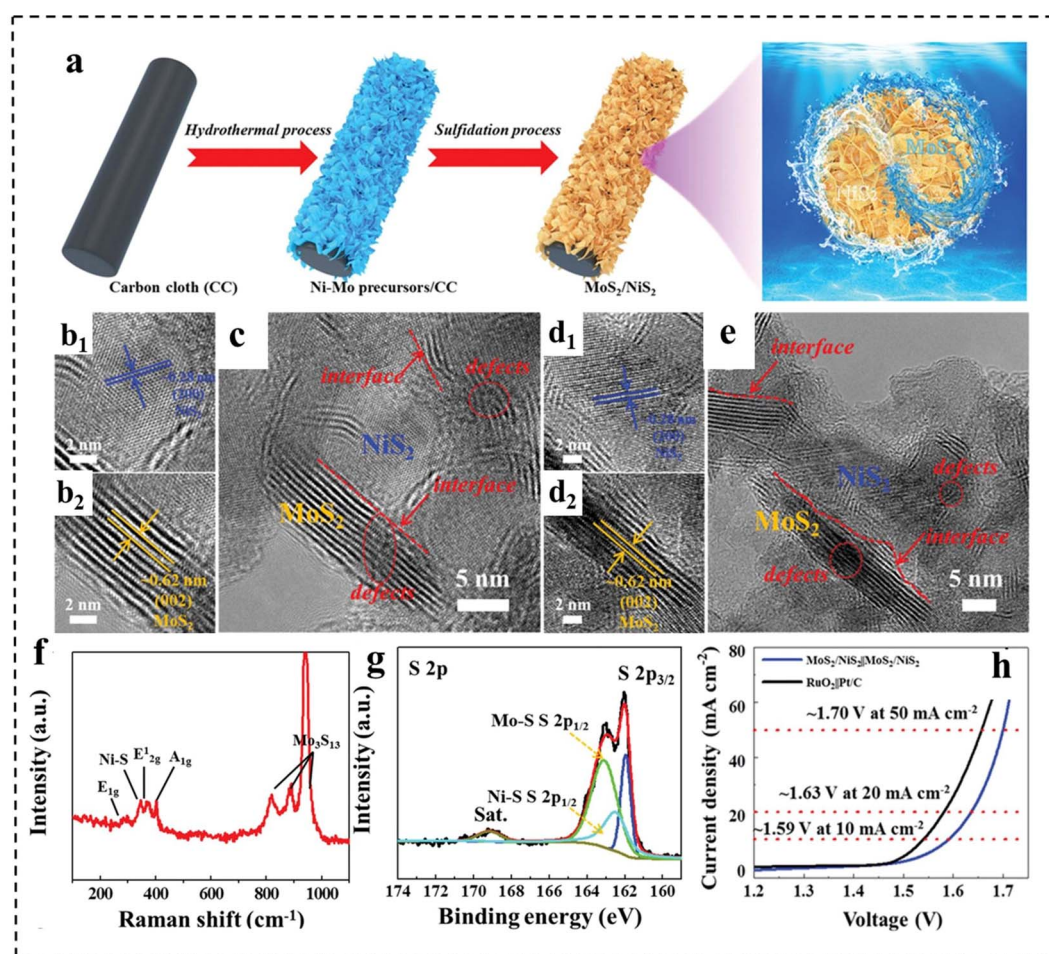 a
Hydrothermal process
Sulfidation process
Carbon cloth (CC)
Ni-Mo precursors/CC
MoS₂/NiS₂
MoS₂
NiS₂
b₁
(200)
NiS₂
2 nm
b₂
~0.62 nm
(002)
MoS₂
2 nm
c
interface
defects
NiS₂
MoS₂
interface
defects
5 nm
d₁
~0.28 nm
(200)
NiS₂
2 nm
d₂
~0.62 nm
(002)
MoS₂
2 nm
e
interface
NiS₂
defects
MoS₂
interface
defects
5 nm
f
Intensity (a.u.)
E₁g
Ni-S
E¹₂g
A₁g
Mo₃S₁₃
200 400 600 800 1000
Raman shift (cm⁻¹)
g
S 2p
S 2p₃/₂
Intensity (a.u.)
Mo-S S 2p₁/₂
Ni-S S 2p₁/₂
Sat.
174 172 170 168 166 164 162 160
Binding energy (eV)
h
MoS₂/NiS₂||MoS₂/NiS₂
RuO₂||Pt/C
Current density (mA cm⁻²)
80
60
40
20
0
~1.70 V at 50 mA cm⁻²
~1.63 V at 20 mA cm⁻²
~1.59 V at 10 mA cm⁻²
1.2 1.3 1.4 1.5 1.6 1.7
Voltage (V)